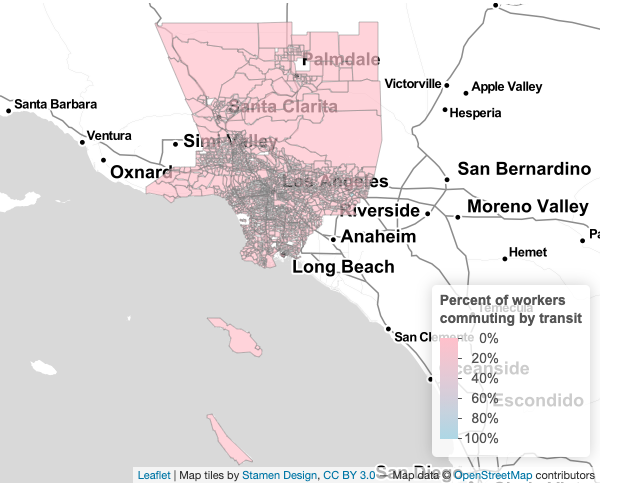 Palmdale
Victorville
Apple Valley
Santa Barbara
Santa Clarita
Hesperia
Ventura
Simi Valley
Oxnard
San Bernardino
Los Angeles
Moreno Valley
Riverside
Anaheim
Pa
Hemet
Long Beach
Percent of workers
commuting by transit
Temecula
San Clemente
0%
20%
Oceanside
40%
60%
Escondido
80%
100%
San Diego
Leaflet | Map tiles by Stamen Design, CC BY 3.0 — Map data @ OpenStreetMap contributors